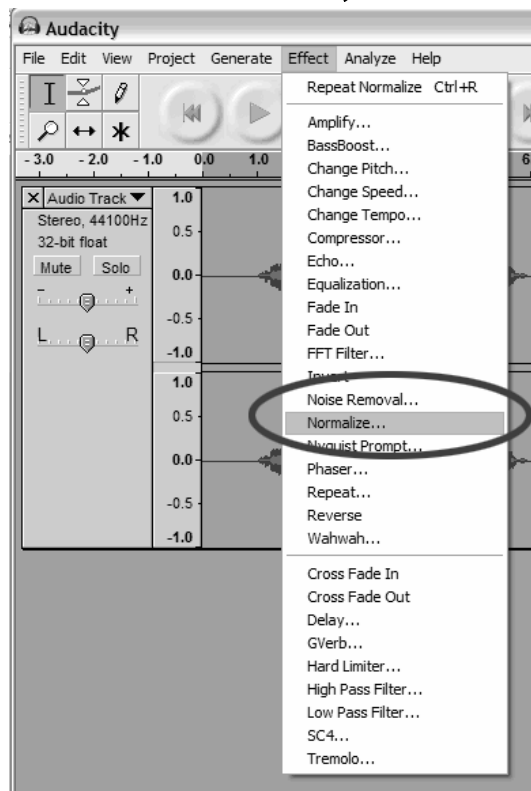 Audacity
File Edit View Project Generate Effect Analyze Help
Repeat Normalize Ctrl+R
Amplify...
BassBoost...
Change Pitch...
Change Speed...
Change Tempo...
Compressor...
Echo...
Equalization...
Fade In
Fade Out
FFT Filter...
Invert
Noise Removal...
Normalize...
Nyquist Prompt...
Phaser...
Repeat...
Reverse
Wahwah...
Cross Fade In
Cross Fade Out
Delay...
GVerb...
Hard Limiter...
High Pass Filter...
Low Pass Filter...
SC4...
Tremolo...
- 3.0 - 2.0 - 1.0 0.0 1.0 6
X Audio Track
Stereo, 44100Hz
32-bit float
Mute Solo
- +
L R
1.0
0.5
0.0
-0.5
-1.0
1.0
0.5
0.0
-0.5
-1.0